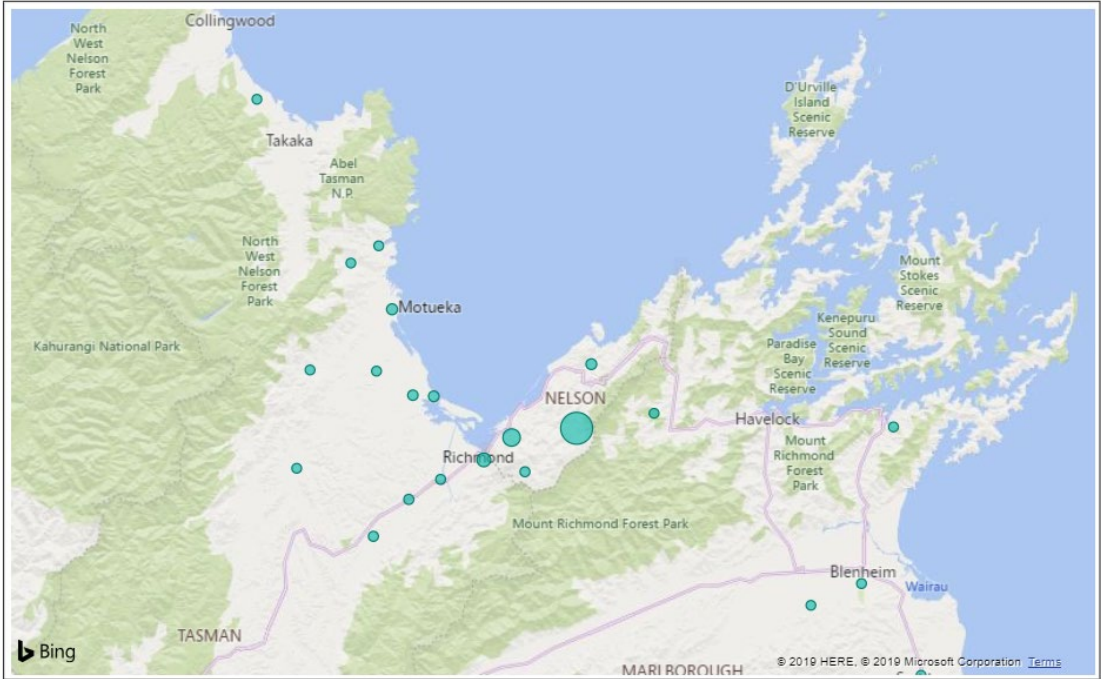 Collingwood
North
West
Nelson
Forest
Park
D'Urville
Island
Scenic
Reserve
Takaka
Abel
Tasman
N.P.
North
West
Nelson
Forest
Park
Mount
Stokes
Scenic
Reserve
Motueka
Kenepuru
Sound
Scenic
Reserve
Kahurangi National Park
Paradise
Bay
Scenic
Reserve
NELSON
Havelock
Mount
Richmond
Forest
Park
Richmond
Mount Richmond Forest Park
Blenheim
Wairau
TASMAN
Bing
MARLBOROUGH
© 2019 HERE, © 2019 Microsoft Corporation Terms